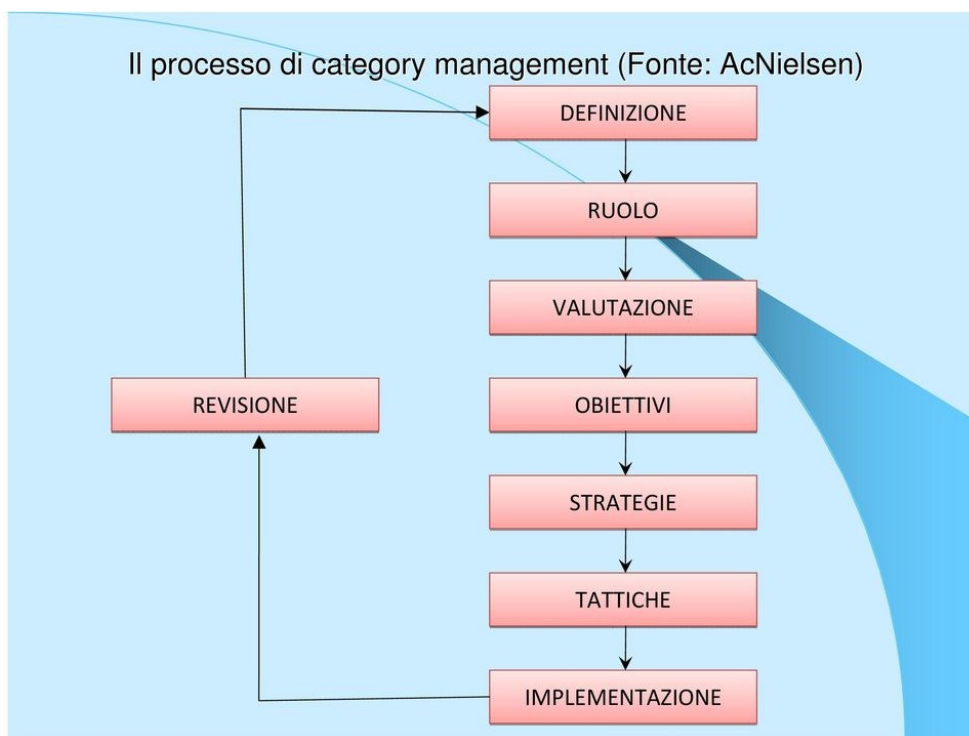 Il processo di category management (Fonte: AcNielsen)
DEFINIZIONE
RUOLO
VALUTAZIONE
REVISIONE
OBIETTIVI
STRATEGIE
TATTICHE
IMPLEMENTAZIONE